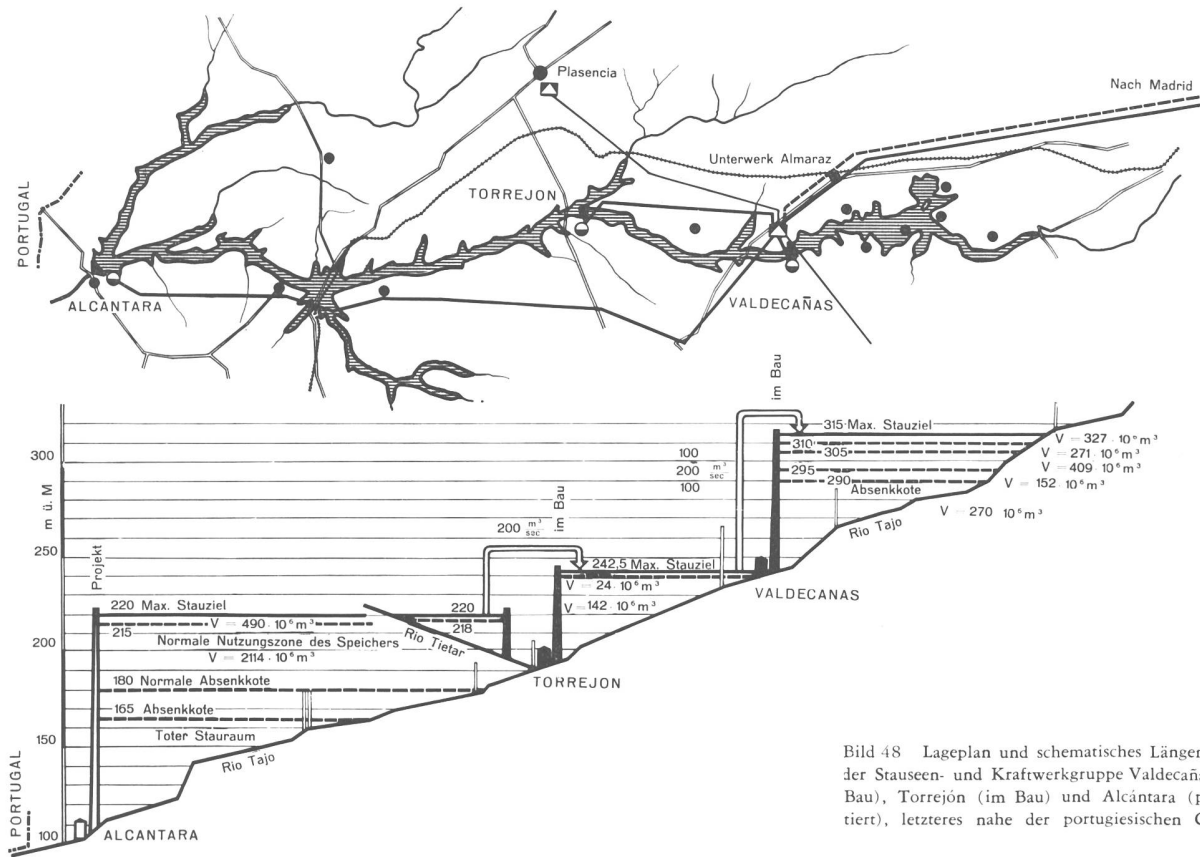 Plasencia
Nach Madrid
Unterwerk Almaraz
TORREJON
PORTUGAL
ALCANTARA
VALDECAÑAS
im Bau
315 Max. Stauziel
310
305
295
290
Absenkkote
V = 327 · 10⁶ m³
V = 271 · 10⁶ m³
V = 409 · 10⁶ m³
V = 152 · 10⁶ m³
V = 270 10⁶ m³
Rio Tajo
100
200 m³/sec
100
300
m ü. M
250
200
150
100
200 m³/sec
im Bau
242,5 Max. Stauziel
V = 24 · 10⁶ m³
V = 142 · 10⁶ m³
VALDECANAS
Projekt
220 Max. Stauziel
215
V = 490 · 10⁶ m³
Normale Nutzungszone des Speichers
V = 2114 · 10⁶ m³
220
218
Rio Tietar
TORREJON
180 Normale Absenkkote
165 Absenkkote
Toter Stauraum
Rio Tajo
PORTUGAL
ALCANTARA
Bild 48 Lageplan und schematisches Länger
der Stauseen- und Kraftwerkgruppe Valdecañ
Bau), Torrejón (im Bau) und Alcántara (p
tiert), letzteres nahe der portugiesischen G